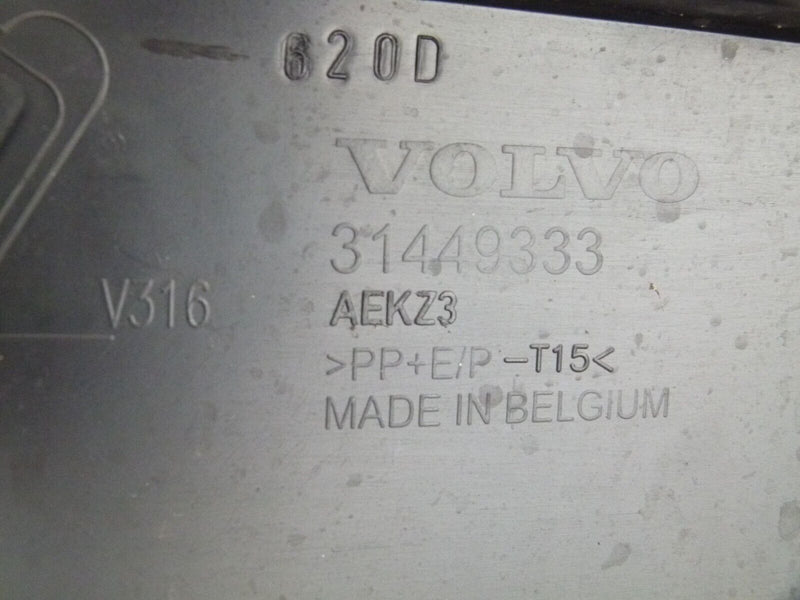 620D
VOLVO
31449333
V316
AEKZ3
>PP+E/P-T15<
MADE IN BELGIUM